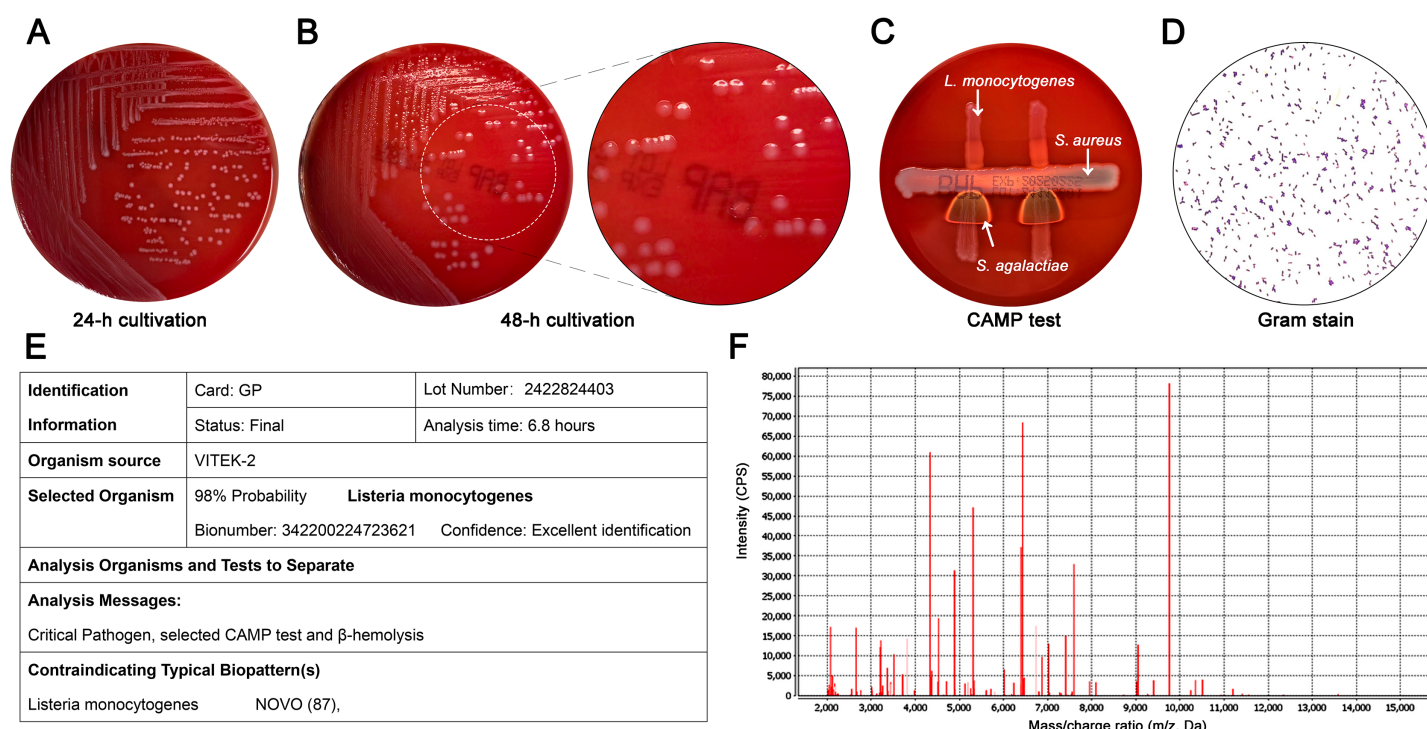 A
B
C
D
L. monocytogenes
S. aureus
S. agalactiae
24-h cultivation
48-h cultivation
CAMP test
Gram stain
E
Identification Information
Card: GP
Lot Number: 2422824403
Status: Final
Analysis time: 6.8 hours
Organism source
VITEK-2
Selected Organism
98% Probability Listeria monocytogenes
Bionumber: 342200224723621 Confidence: Excellent identification
Analysis Organisms and Tests to Separate
Analysis Messages:
Critical Pathogen, selected CAMP test and β-hemolysis
Contraindicating Typical Biopattern(s)
Listeria monocytogenes NOVO (87),
F
Intensity (CPS)
80,000
75,000
70,000
65,000
60,000
55,000
50,000
45,000
40,000
35,000
30,000
25,000
20,000
15,000
10,000
5,000
0
2,000 3,000 4,000 5,000 6,000 7,000 8,000 9,000 10,000 11,000 12,000 13,000 14,000 15,000
Mass/charge ratio (m/z, Da)